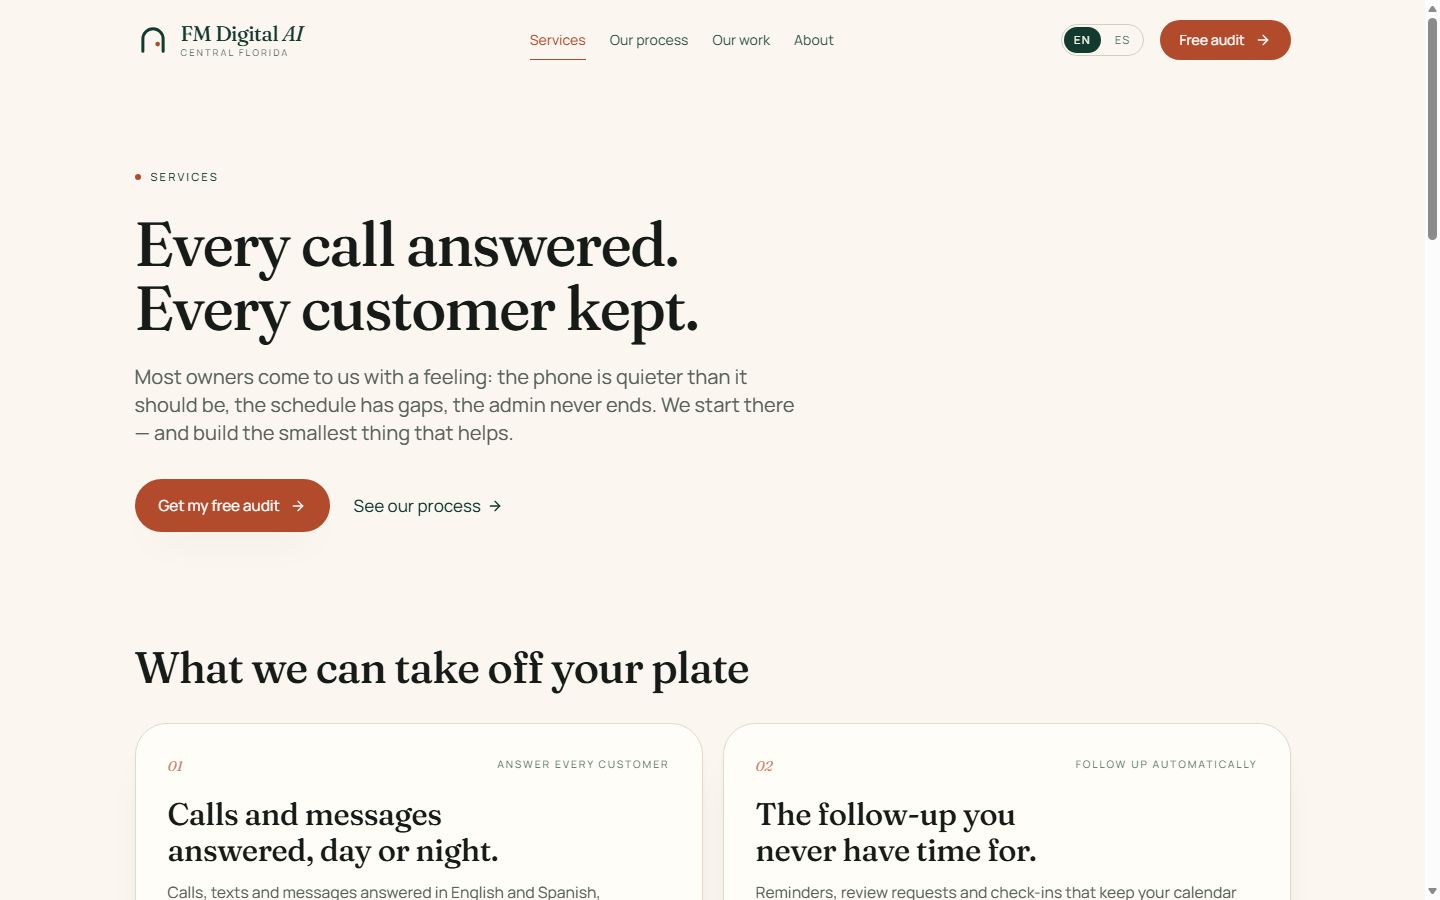 FM Digital AI
CENTRAL FLORIDA
Services
Our process
Our work
About
EN
ES
Free audit
SERVICES
Every call answered.
Every customer kept.
Most owners come to us with a feeling: the phone is quieter than it
should be, the schedule has gaps, the admin never ends. We start there
— and build the smallest thing that helps.
Get my free audit
See our process
What we can take off your plate
01
ANSWER EVERY CUSTOMER
Calls and messages
answered, day or night.
Calls, texts and messages answered in English and Spanish,
02
FOLLOW UP AUTOMATICALLY
The follow-up you
never have time for.
Reminders, review requests and check-ins that keep your calendar